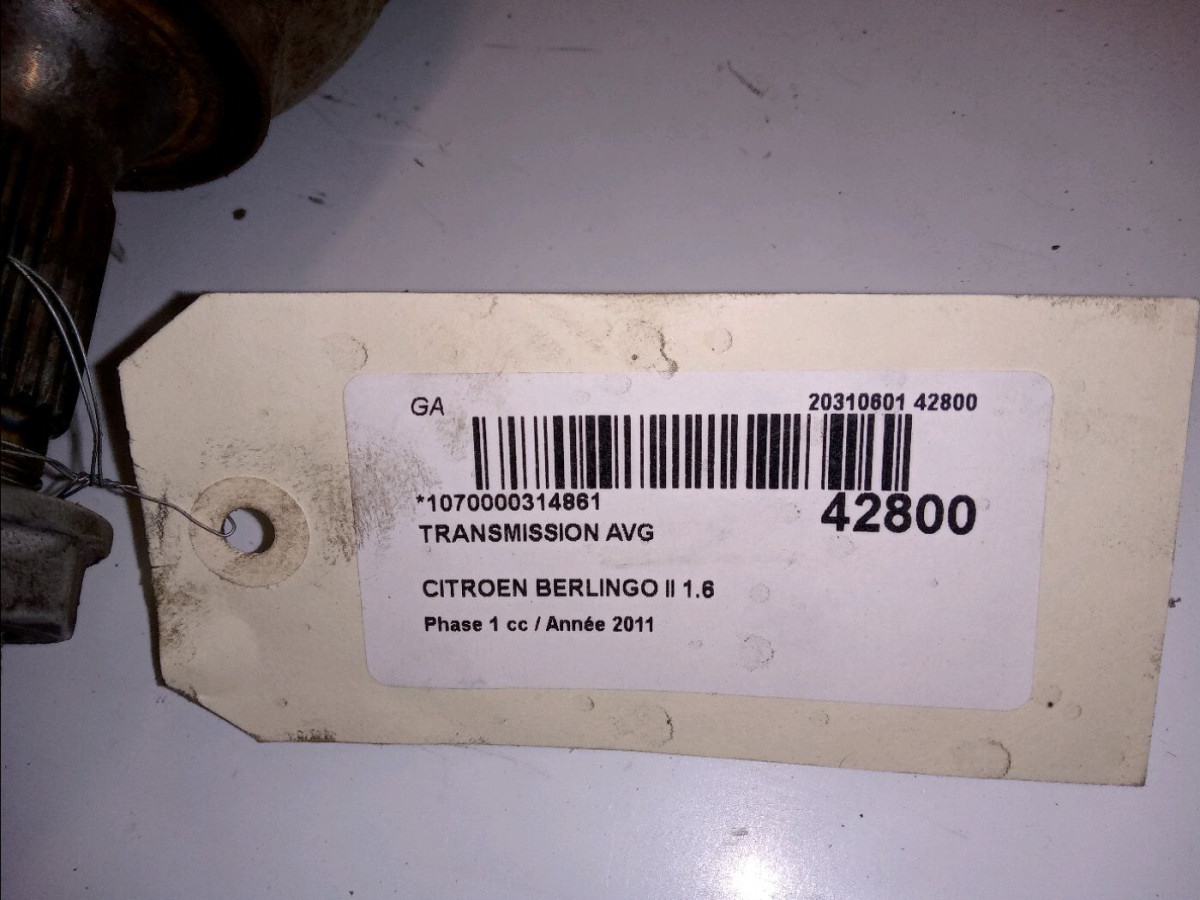 GA 20310601 42800
*1070000314861 42800
TRANSMISSION AVG
CITROEN BERLINGO II 1.6
Phase 1 cc / Année 2011